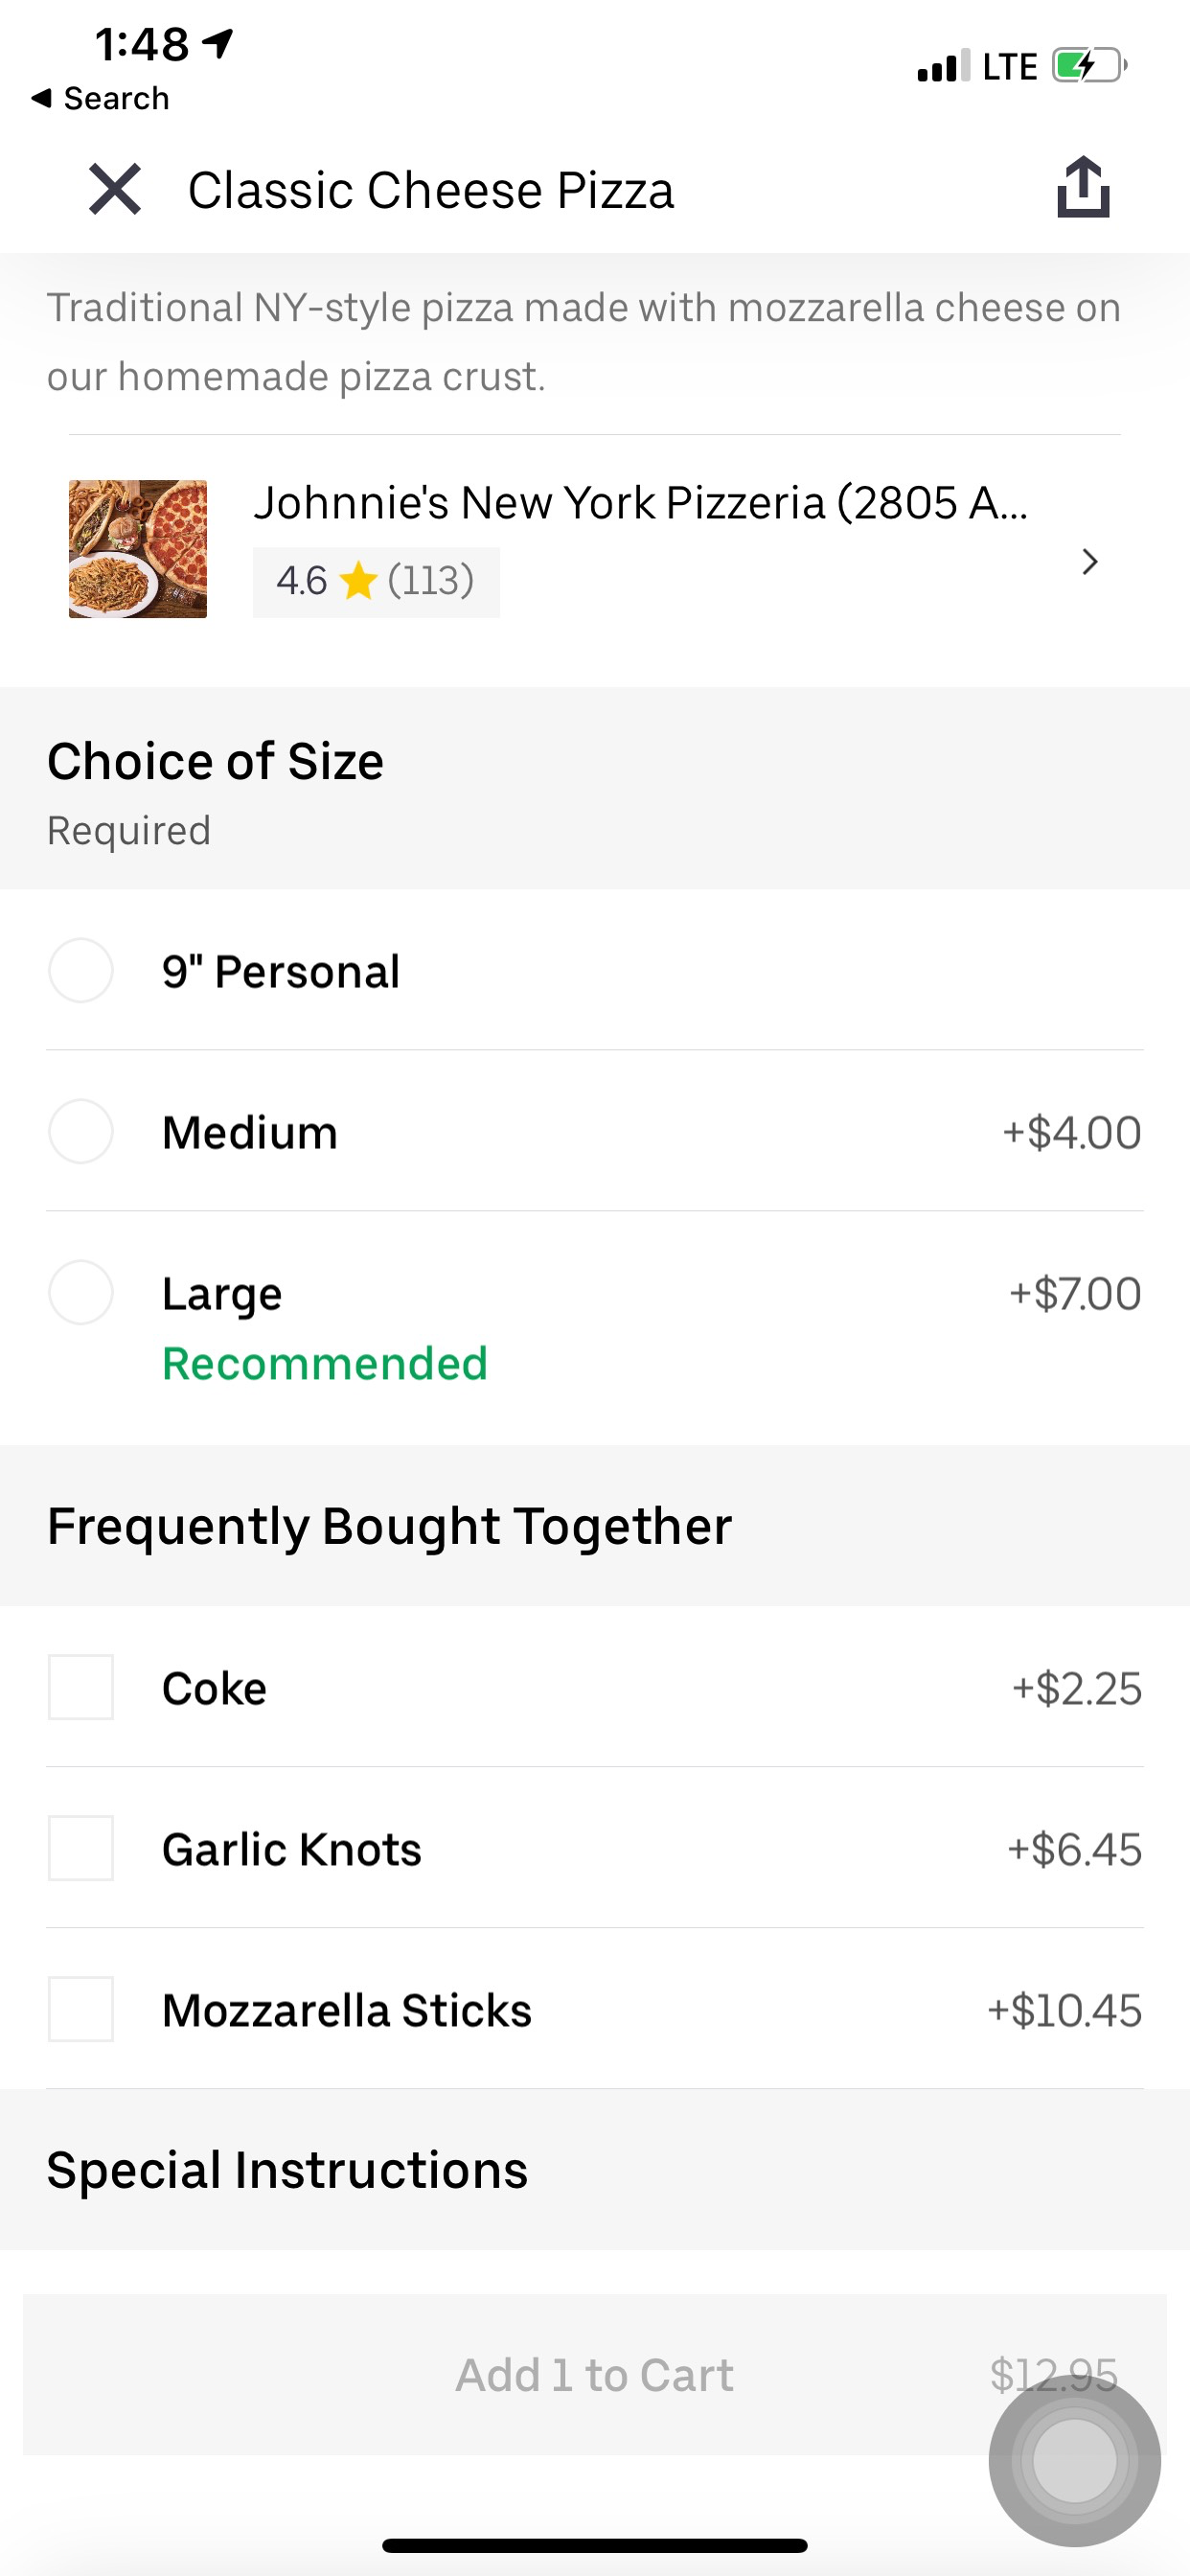 1:48
LTE
Search
Classic Cheese Pizza
Traditional NY-style pizza made with mozzarella cheese on
our homemade pizza crust.
Johnnie's New York Pizzeria (2805 A...
4.6 (113)
Choice of Size
Required
9" Personal
Medium +$4.00
Large +$7.00
Recommended
Frequently Bought Together
Coke +$2.25
Garlic Knots +$6.45
Mozzarella Sticks +$10.45
Special Instructions
Add 1 to Cart $12.95